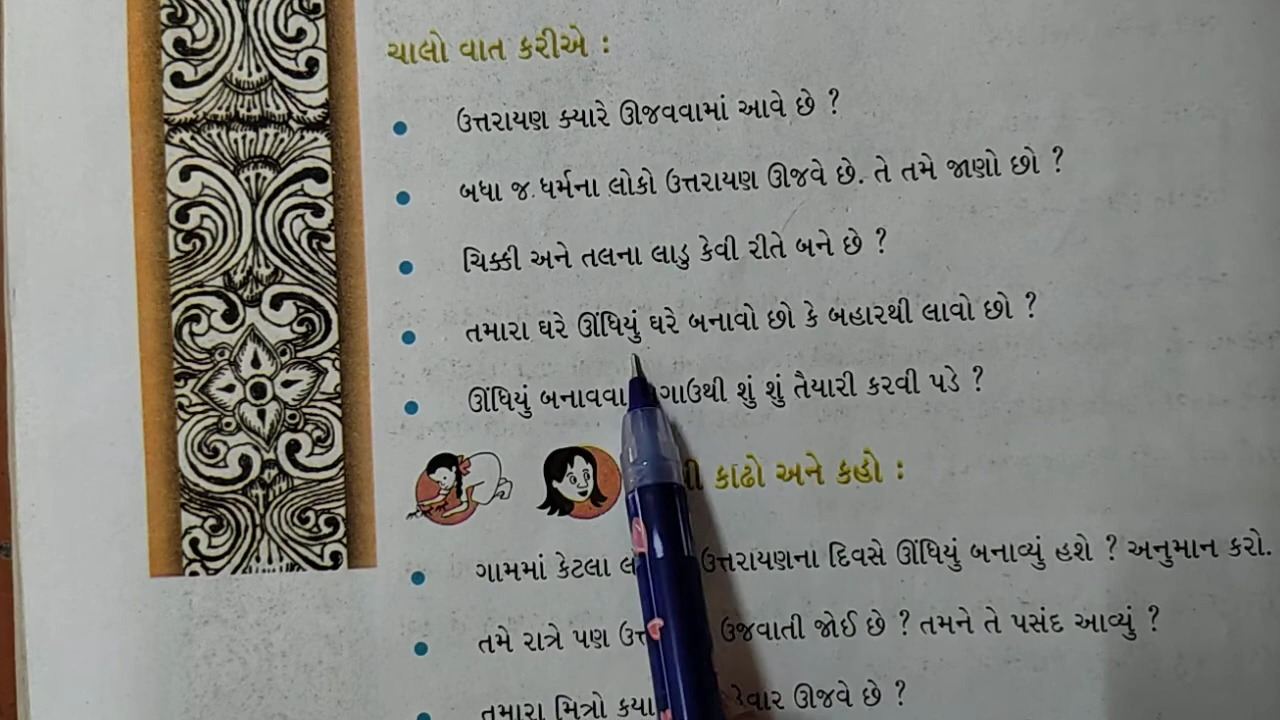 ચાલો વાત કરીએ :
ઉત્તરાયણ ક્યારે ઊજવવામાં આવે છે ?
બધા જ ધર્મના લોકો ઉત્તરાયણ ઊજવે છે. તે તમે જાણો છો ?
ચિક્કી અને તલના લાડુ કેવી રીતે બને છે ?
તમારા ઘરે ઊંધિયું ઘરે બનાવો છો કે બહારથી લાવો છો ?
ઊંધિયું બનાવવા શું શું તૈયારી કરવી પડે ?
કાઢો અને કહો :
ગામમાં કેટલા ઉત્તરાયણના દિવસે ઊંધિયું બનાવ્યું હશે ? અનુમાન કરો.
તમે રાત્રે પણ ઉજવાતી જોઈ છે ? તમને તે પસંદ આવ્યું ?
તમારા મિત્રો ઊજવે છે ?